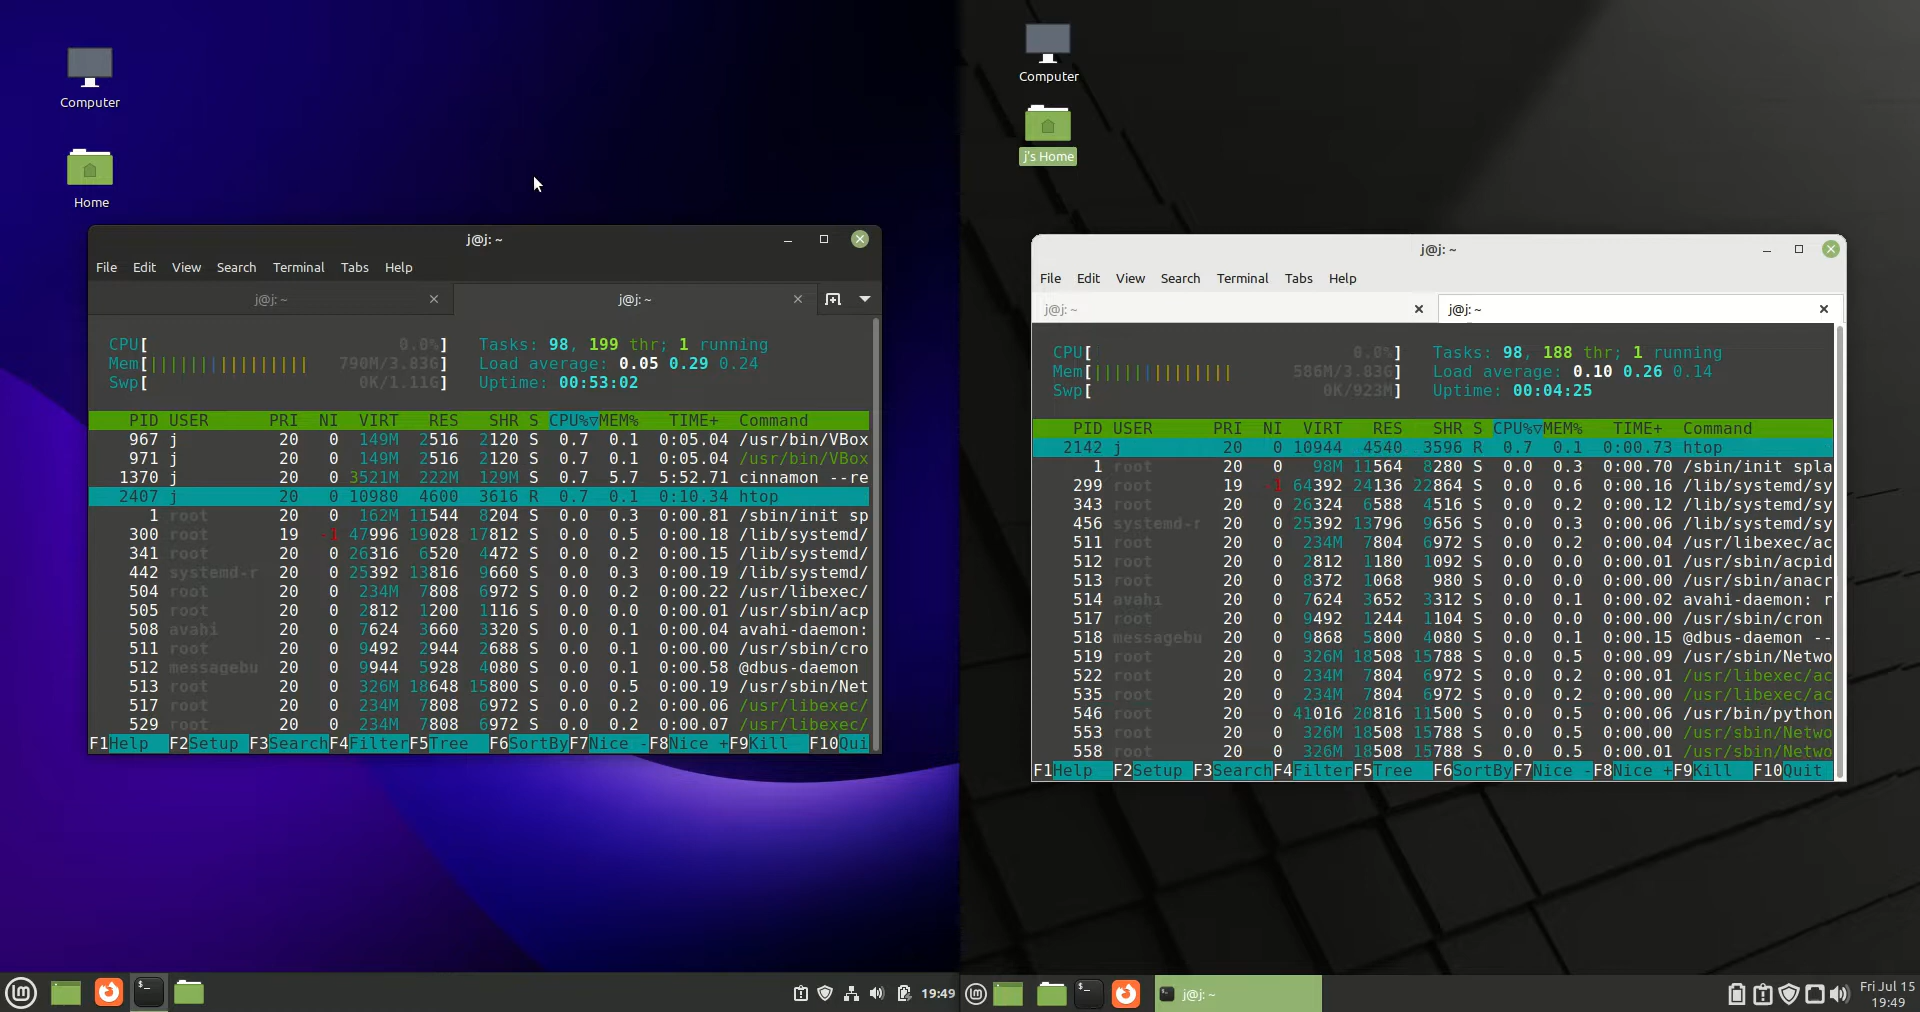 Computer
Home
j@j: ~
File Edit View Search Terminal Tabs Help
j@j: ~
j@j: ~
CPU[ 0.0%] Tasks: 98, 199 thr; 1 running
Mem[||||||||||||||||790M/3.83G] Load average: 0.05 0.29 0.24
Swp[ 0K/1.11G] Uptime: 00:53:02
PID USER PRI NI VIRT RES SHR S CPU%▽MEM% TIME+ Command
967 j 20 0 149M 2516 2120 S 0.7 0.1 0:05.04 /usr/bin/VBox
971 j 20 0 149M 2516 2120 S 0.7 0.1 0:05.04 /usr/bin/VBox
1370 j 20 0 3521M 222M 129M S 0.7 5.7 5:52.71 cinnamon --re
2407 j 20 0 10980 4600 3616 R 0.7 0.1 0:10.34 htop
1 root 20 0 162M 11544 8204 S 0.0 0.3 0:00.81 /sbin/init sp
300 root 19 -1 47996 19028 17812 S 0.0 0.5 0:00.18 /lib/systemd/
341 root 20 0 26316 6520 4472 S 0.0 0.2 0:00.15 /lib/systemd/
442 systemd-r 20 0 25392 13816 9660 S 0.0 0.3 0:00.19 /lib/systemd/
504 root 20 0 234M 7808 6972 S 0.0 0.2 0:00.22 /usr/libexec/
505 root 20 0 2812 1200 1116 S 0.0 0.0 0:00.01 /usr/sbin/acp
508 avahi 20 0 7624 3660 3320 S 0.0 0.1 0:00.04 avahi-daemon:
511 root 20 0 9492 2944 2688 S 0.0 0.1 0:00.00 /usr/sbin/cro
512 messagebu 20 0 9944 5928 4080 S 0.0 0.1 0:00.58 @dbus-daemon
513 root 20 0 326M 18648 15800 S 0.0 0.5 0:00.19 /usr/sbin/Net
517 root 20 0 234M 7808 6972 S 0.0 0.2 0:00.06 /usr/libexec/
529 root 20 0 234M 7808 6972 S 0.0 0.2 0:00.07 /usr/libexec/
F1Help F2Setup F3SearchF4FilterF5Tree F6SortByF7Nice -F8Nice +F9Kill F10Qui
19:49
Computer
j's Home
j@j: ~
File Edit View Search Terminal Tabs Help
j@j: ~
j@j: ~
CPU[ 0.0%] Tasks: 98, 188 thr; 1 running
Mem[|||||||||||||| 586M/3.83G] Load average: 0.10 0.26 0.14
Swp[ 0K/923M] Uptime: 00:04:25
PID USER PRI NI VIRT RES SHR S CPU%▽MEM% TIME+ Command
2142 j 20 0 10944 4540 3596 R 0.7 0.1 0:00.73 htop
1 root 20 0 98M 11564 8280 S 0.0 0.3 0:00.70 /sbin/init spla
299 root 19 -1 64392 24136 22864 S 0.0 0.6 0:00.16 /lib/systemd/sy
343 root 20 0 26324 6588 4516 S 0.0 0.2 0:00.12 /lib/systemd/sy
456 systemd-r 20 0 25392 13796 9656 S 0.0 0.3 0:00.06 /lib/systemd/sy
511 root 20 0 234M 7804 6972 S 0.0 0.2 0:00.04 /usr/libexec/ac
512 root 20 0 2812 1180 1092 S 0.0 0.0 0:00.01 /usr/sbin/acpid
513 root 20 0 8372 1068 980 S 0.0 0.0 0:00.00 /usr/sbin/anacr
514 avahi 20 0 7624 3652 3312 S 0.0 0.1 0:00.02 avahi-daemon: r
517 root 20 0 9492 1244 1104 S 0.0 0.0 0:00.00 /usr/sbin/cron
518 messagebu 20 0 9868 5800 4080 S 0.0 0.1 0:00.15 @dbus-daemon --
519 root 20 0 326M 18508 15788 S 0.0 0.5 0:00.09 /usr/sbin/Netwo
522 root 20 0 234M 7804 6972 S 0.0 0.2 0:00.01 /usr/libexec/ac
535 root 20 0 234M 7804 6972 S 0.0 0.2 0:00.00 /usr/libexec/ac
546 root 20 0 41016 20816 11500 S 0.0 0.5 0:00.06 /usr/bin/python
553 root 20 0 326M 18508 15788 S 0.0 0.5 0:00.00 /usr/sbin/Netwo
558 root 20 0 326M 18508 15788 S 0.0 0.5 0:00.01 /usr/sbin/Netwo
F1Help F2Setup F3SearchF4FilterF5Tree F6SortByF7Nice -F8Nice +F9Kill F10Quit
j@j: ~
Fri Jul 15
19:49